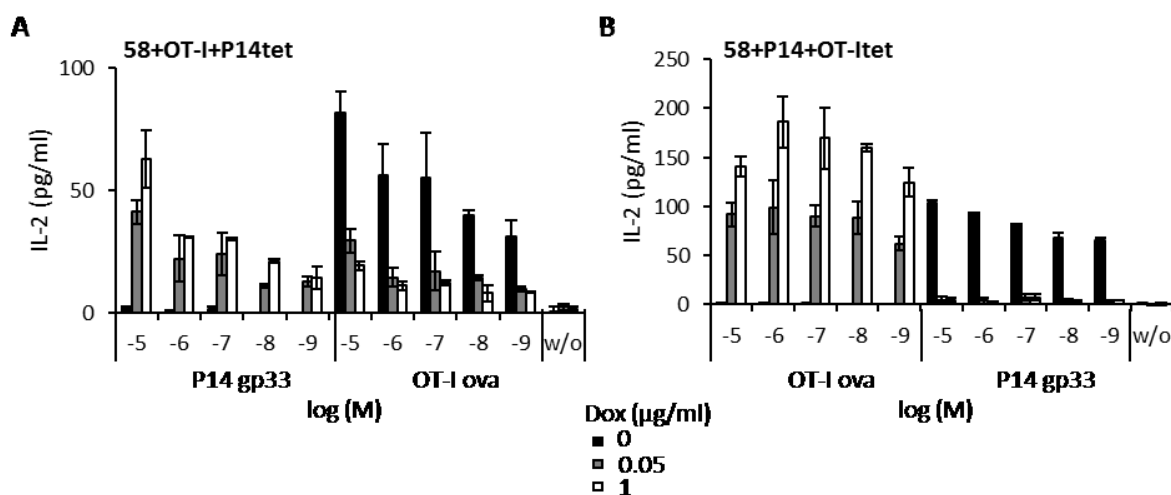 A
58+OT-I+P14tet
100
50
0
IL-2 (pg/ml)
-5 -6 -7 -8 -9 -5 -6 -7 -8 -9 w/o
P14 gp33 OT-I ova
log (M)
B
58+P14+OT-Itet
250
200
150
100
50
0
IL-2 (pg/ml)
-5 -6 -7 -8 -9 -5 -6 -7 -8 -9 w/o
OT-I ova P14 gp33
log (M)
Dox (µg/ml)
0
0.05
1